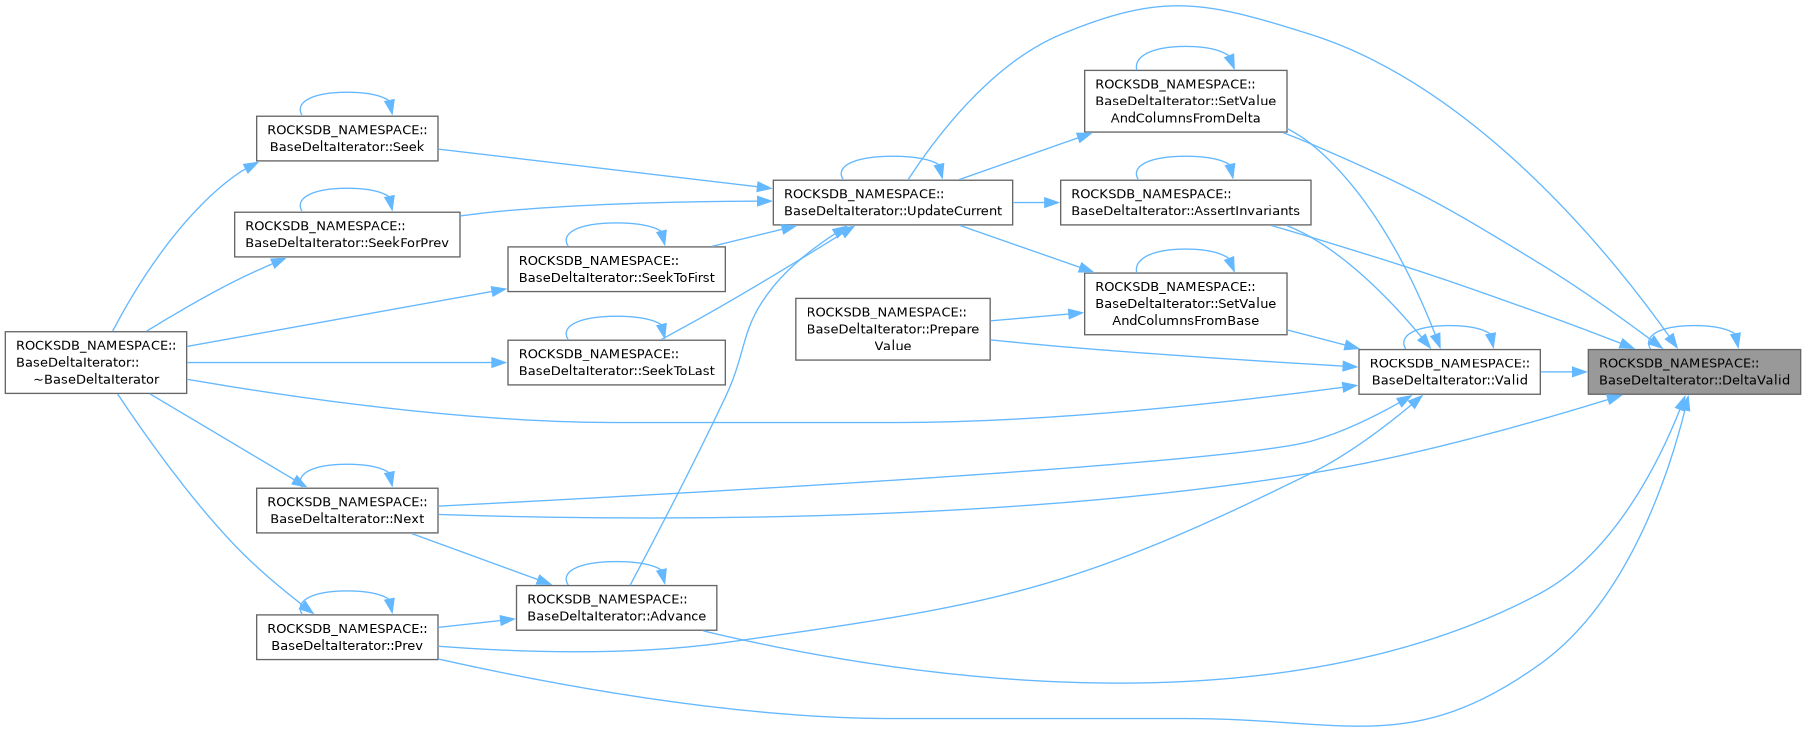 ROCKSDB_NAMESPACE::
BaseDeltaIterator::SetValue
AndColumnsFromDelta
ROCKSDB_NAMESPACE::
BaseDeltaIterator::Seek
ROCKSDB_NAMESPACE::
BaseDeltaIterator::UpdateCurrent
ROCKSDB_NAMESPACE::
BaseDeltaIterator::AssertInvariants
ROCKSDB_NAMESPACE::
BaseDeltaIterator::SeekForPrev
ROCKSDB_NAMESPACE::
BaseDeltaIterator::SeekToFirst
ROCKSDB_NAMESPACE::
BaseDeltaIterator::SetValue
AndColumnsFromBase
ROCKSDB_NAMESPACE::
BaseDeltaIterator::Prepare
Value
ROCKSDB_NAMESPACE::
BaseDeltaIterator::
~BaseDeltaIterator
ROCKSDB_NAMESPACE::
BaseDeltaIterator::SeekToLast
ROCKSDB_NAMESPACE::
BaseDeltaIterator::Valid
ROCKSDB_NAMESPACE::
BaseDeltaIterator::DeltaValid
ROCKSDB_NAMESPACE::
BaseDeltaIterator::Next
ROCKSDB_NAMESPACE::
BaseDeltaIterator::Advance
ROCKSDB_NAMESPACE::
BaseDeltaIterator::Prev